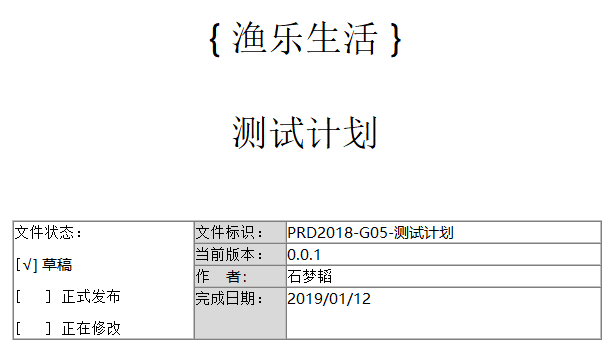 { 渔乐生活 }
测试计划
文件状态：
[√] 草稿
[ ] 正式发布
[ ] 正在修改
文件标识： PRD2018-G05-测试计划
当前版本： 0.0.1
作 者： 石梦韬
完成日期： 2019/01/12